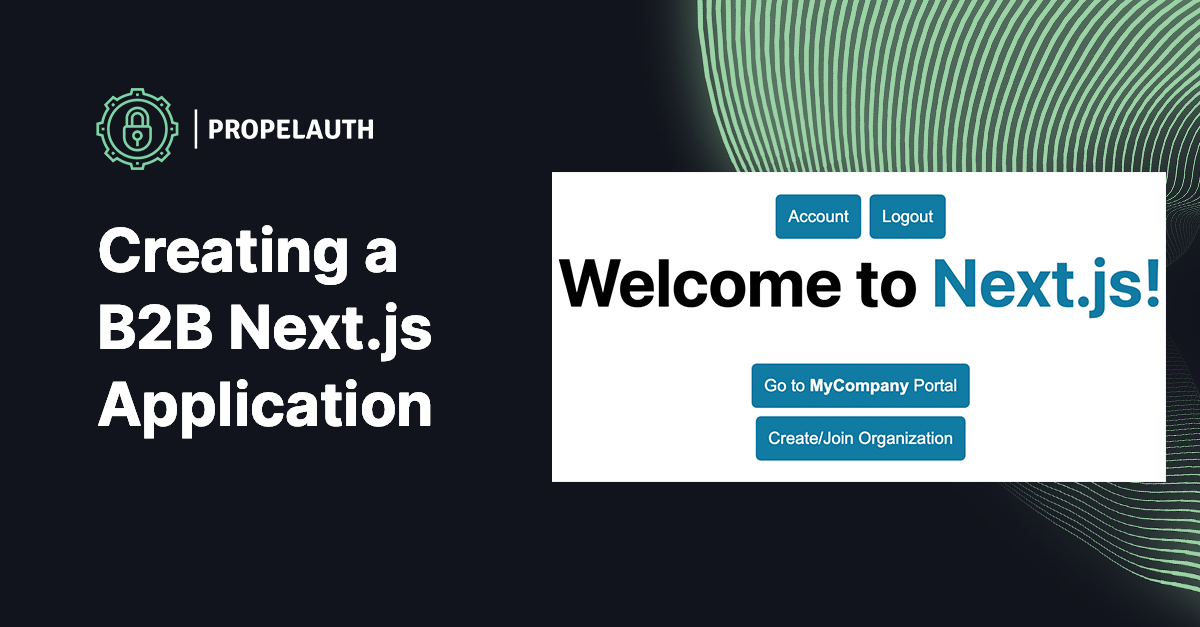 PROPELAUTH
Creating a
B2B Next.js
Application
Account
Logout
Welcome to Next.js!
Go to MyCompany Portal
Create/Join Organization